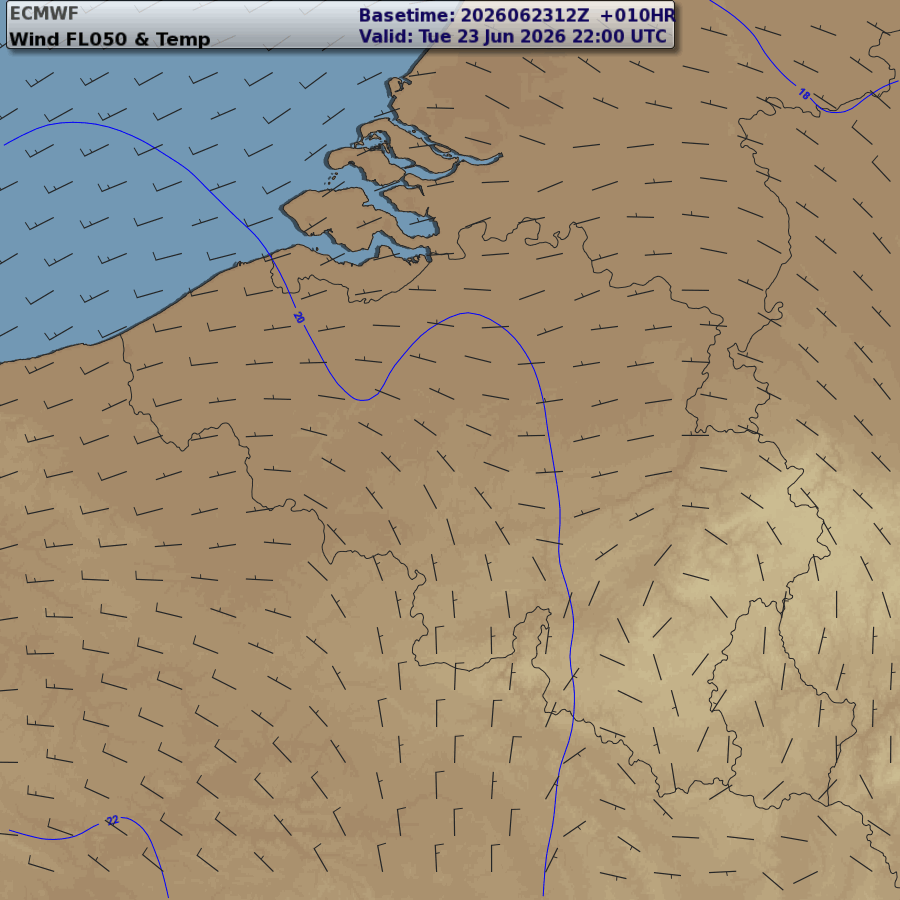 ECMWF
Basetime: 2026062312Z +010HR
Wind FL050 & Temp
Valid: Tue 23 Jun 2026 22:00 UTC
18
20
22